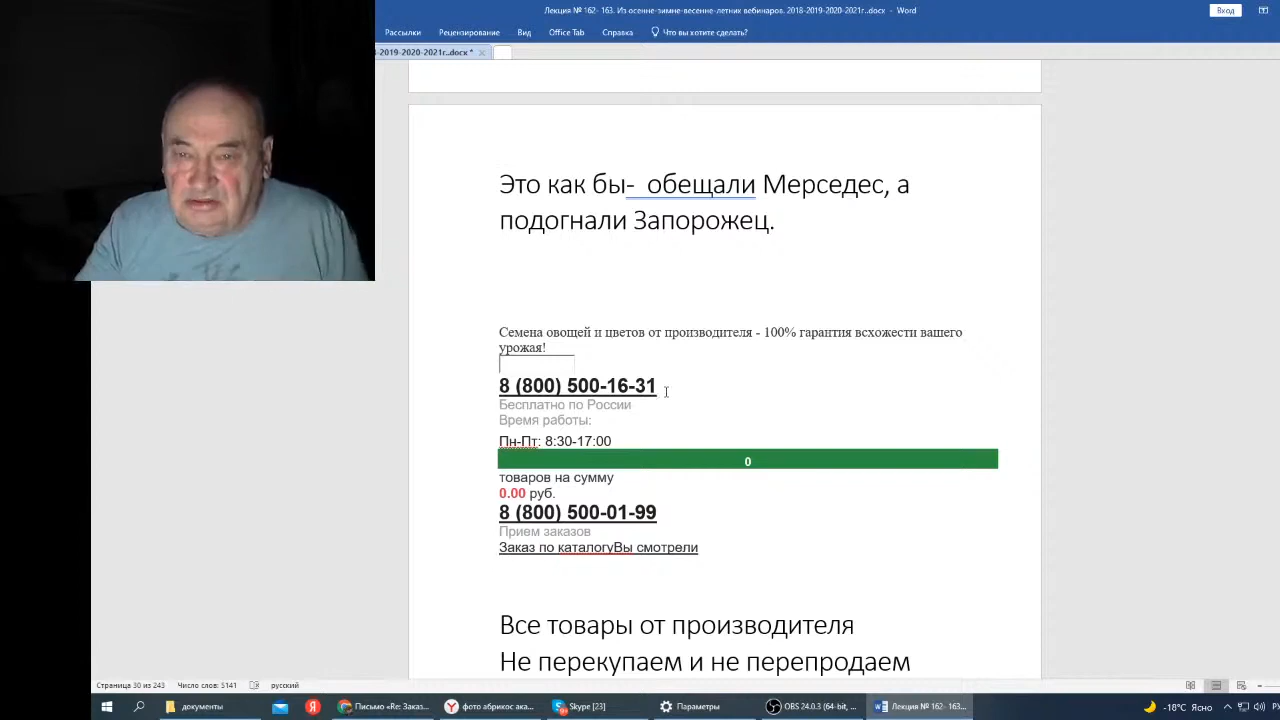 Лекция № 162- 163. Из осенне-зимне-весенне-летних вебинаров. 2018-2019-2020-2021г..docx - Word
Вход
Рассылки Рецензирование Вид Office Tab Справка Что вы хотите сделать?
-2019-2020-2021г..docx *
Это как бы- обещали Мерседес, а
подогнали Запорожец.
Семена овощей и цветов от производителя - 100% гарантия всхожести вашего
урожая!
8 (800) 500-16-31
Бесплатно по России
Время работы:
Пн-Пт: 8:30-17:00
0
товаров на сумму
0.00 руб.
8 (800) 500-01-99
Прием заказов
Заказ по каталогуВы смотрели
Все товары от производителя
Не перекупаем и не перепродаем
Страница 30 из 243 Число слов: 5141 русский
документы Письмо «Re: Заказ... фото абрикос ака... Skype [23] Параметры OBS 24.0.3 (64-bit, ... Лекция № 162- 163... -18°C Ясно